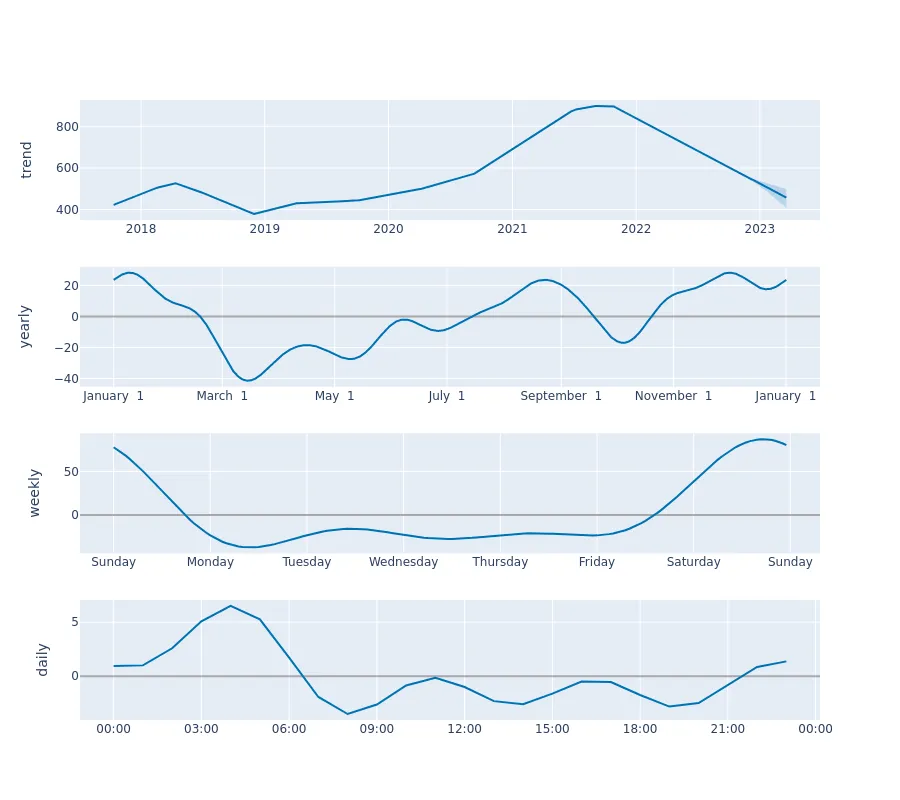 trend
800
600
400
2018 2019 2020 2021 2022 2023
yearly
20
0
−20
−40
January 1 March 1 May 1 July 1 September 1 November 1 January 1
weekly
50
0
Sunday Monday Tuesday Wednesday Thursday Friday Saturday Sunday
daily
5
0
00:00 03:00 06:00 09:00 12:00 15:00 18:00 21:00 00:00